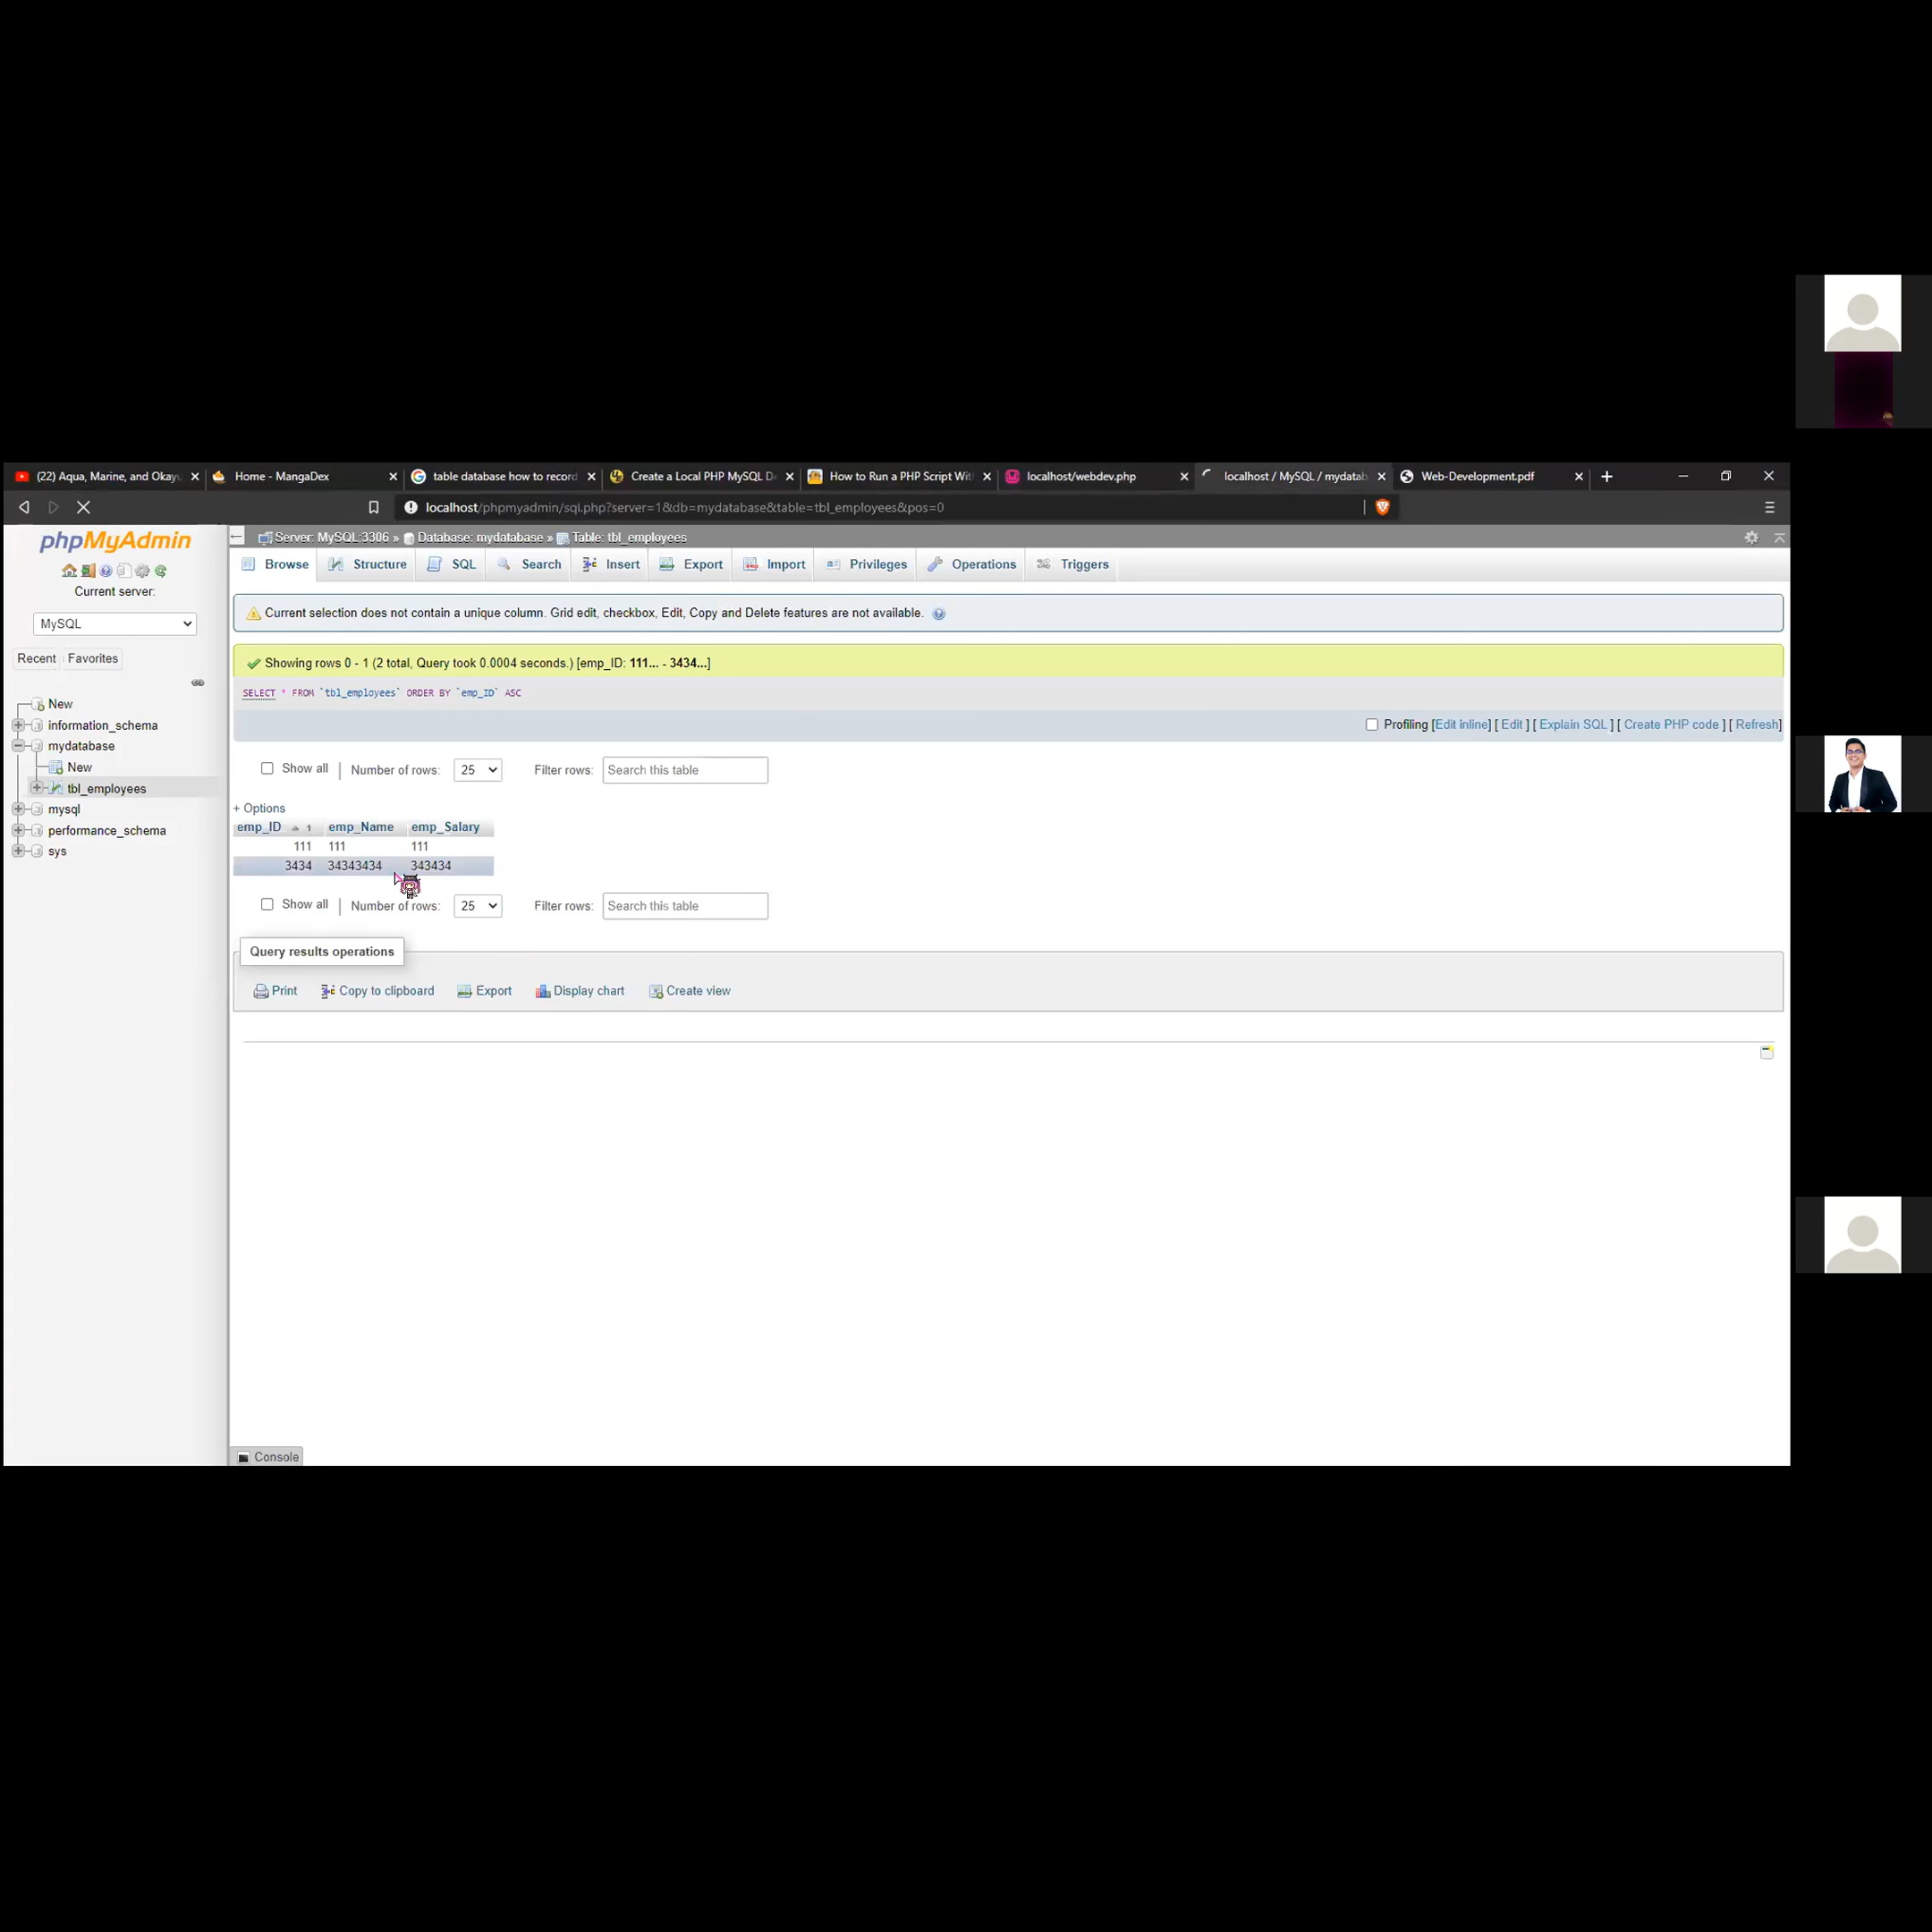 (22) Aqua, Marine, and Okayu
Home - MangaDex
table database how to record
Create a Local PHP MySQL D
How to Run a PHP Script Wit
localhost/webdev.php
localhost / MySQL / mydatab
Web-Development.pdf
localhost/phpmyadmin/sql.php?server=1&db=mydatabase&table=tbl_employees&pos=0
phpMyAdmin
Current server:
MySQL
Recent Favorites
New
information_schema
mydatabase
New
tbl_employees
mysql
performance_schema
sys
Server: MySQL:3306 » Database: mydatabase » Table: tbl_employees
Browse Structure SQL Search Insert Export Import Privileges Operations Triggers
Current selection does not contain a unique column. Grid edit, checkbox, Edit, Copy and Delete features are not available.
Showing rows 0 - 1 (2 total, Query took 0.0004 seconds.) [emp_ID: 111... - 3434...]
SELECT * FROM `tbl_employees` ORDER BY `emp_ID` ASC
Profiling [Edit inline] [ Edit ] [ Explain SQL ] [ Create PHP code ] [ Refresh]
Show all | Number of rows: 25 Filter rows: Search this table
+ Options
emp_ID 1 emp_Name emp_Salary
111 111 111
3434 34343434 343434
Show all | Number of rows: 25 Filter rows: Search this table
Query results operations
Print Copy to clipboard Export Display chart Create view
Console